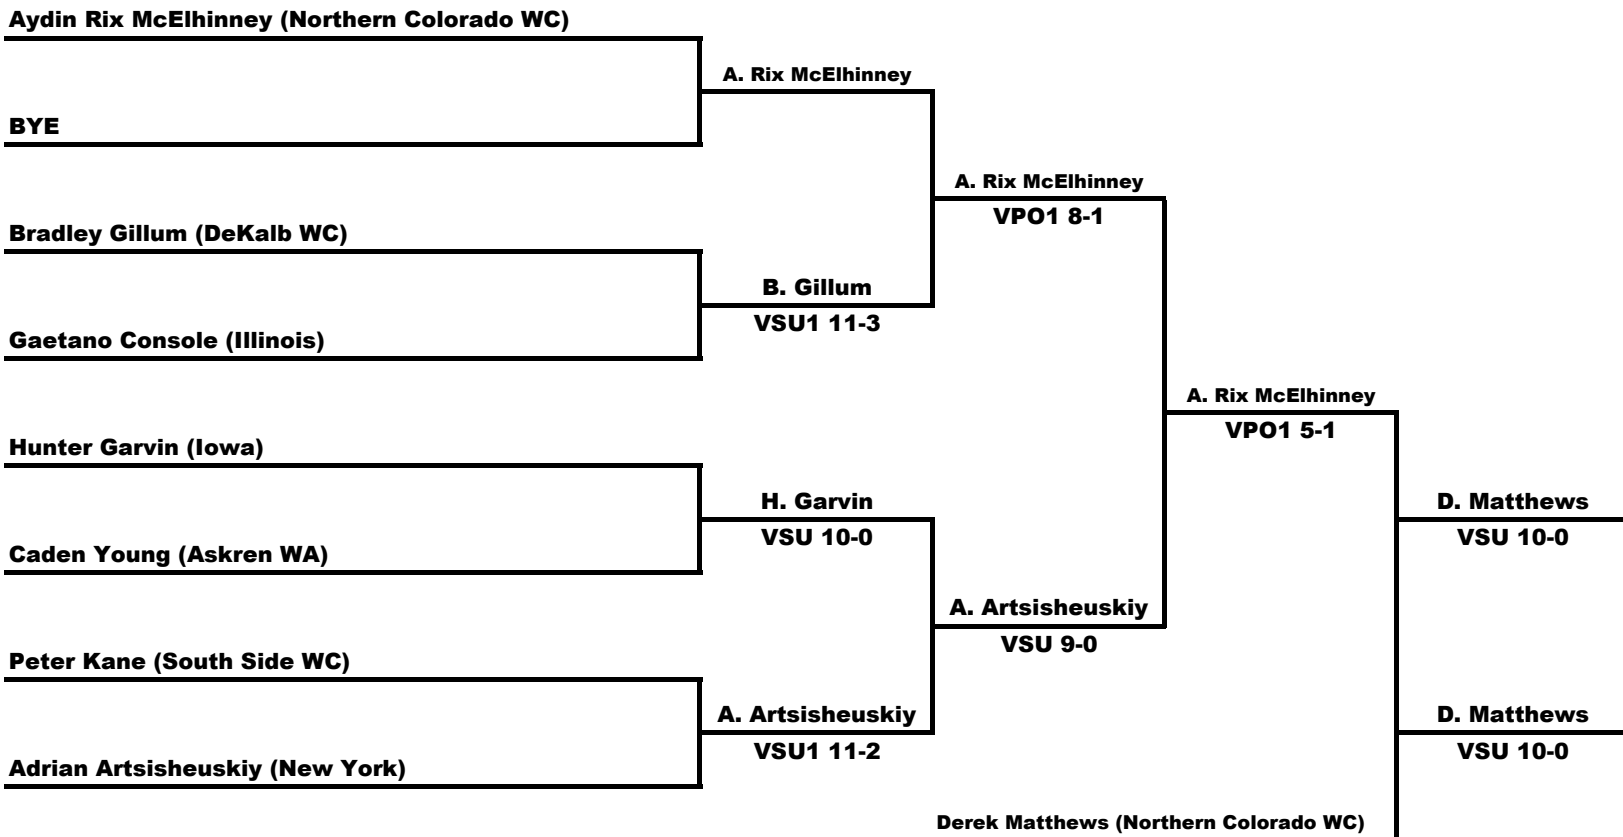 Aydin Rix McElhinney (Northern Colorado WC)
A. Rix McElhinney
BYE
A. Rix McElhinney
VPO1 8-1
Bradley Gillum (DeKalb WC)
B. Gillum
VSU1 11-3
Gaetano Console (Illinois)
A. Rix McElhinney
VPO1 5-1
Hunter Garvin (Iowa)
H. Garvin
VSU 10-0
D. Matthews
VSU 10-0
Caden Young (Askren WA)
A. Artsisheuskiy
VSU 9-0
Peter Kane (South Side WC)
A. Artsisheuskiy
VSU1 11-2
D. Matthews
VSU 10-0
Adrian Artsisheuskiy (New York)
Derek Matthews (Northern Colorado WC)